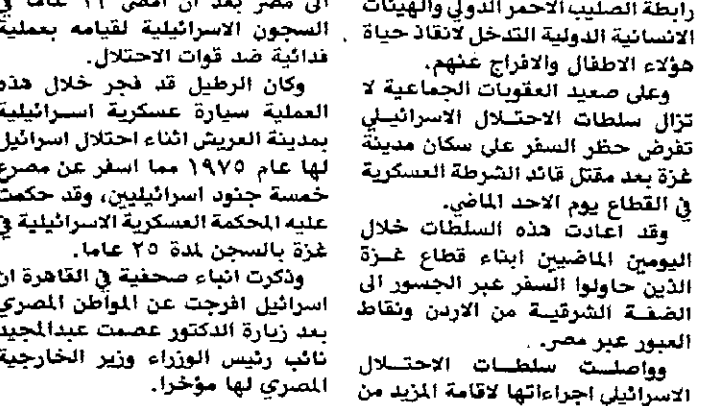 رابطة الصليب الاحمر الدولي والهيئات
الانسانية الدولية التدخل لانقاذ حياة
هؤلاء الاطفال والافراج عنهم.
وعلى صعيد العقوبات الجماعية لا
تزال سلطات الاحتلال الاسرائيلي
تفرض حظر السفر على سكان مدينة
غزة بعد مقتل قائد الشرطة العسكرية
في القطاع يوم الاحد الماضي.
وقد اعادت هذه السلطات خلال
اليومين الماضيين ابناء قطاع غزة
الذين حاولوا السفر عبر الجسور الى
الضفة الشرقية من الاردن ونقاط
العبور عبر مصر.
وواصلت سلطات الاحتلال
الاسرائيلي اجراءاتها لاقامة المزيد من
الى مصر بعد ان امضى ١١ عاما في
السجون الاسرائيلية لقيامه بعملية
فدائية ضد قوات الاحتلال.
وكان الرطيل قد فجر خلال هذه
العملية سيارة عسكرية اسرائيلية
بمدينة العريش اثناء احتلال اسرائيل
لها عام ١٩٧٥ مما اسفر عن مصرع
خمسة جنود اسرائيليين، وقد حكمت
عليه المحكمة العسكرية الاسرائيلية في
غزة بالسجن لمدة ٢٥ عاما.
وذكرت انباء صحفية في القاهرة ان
اسرائيل افرجت عن المواطن المصري
بعد زيارة الدكتور عصمت عبدالمجيد
نائب رئيس الوزراء وزير الخارجية
المصري لها مؤخرا.